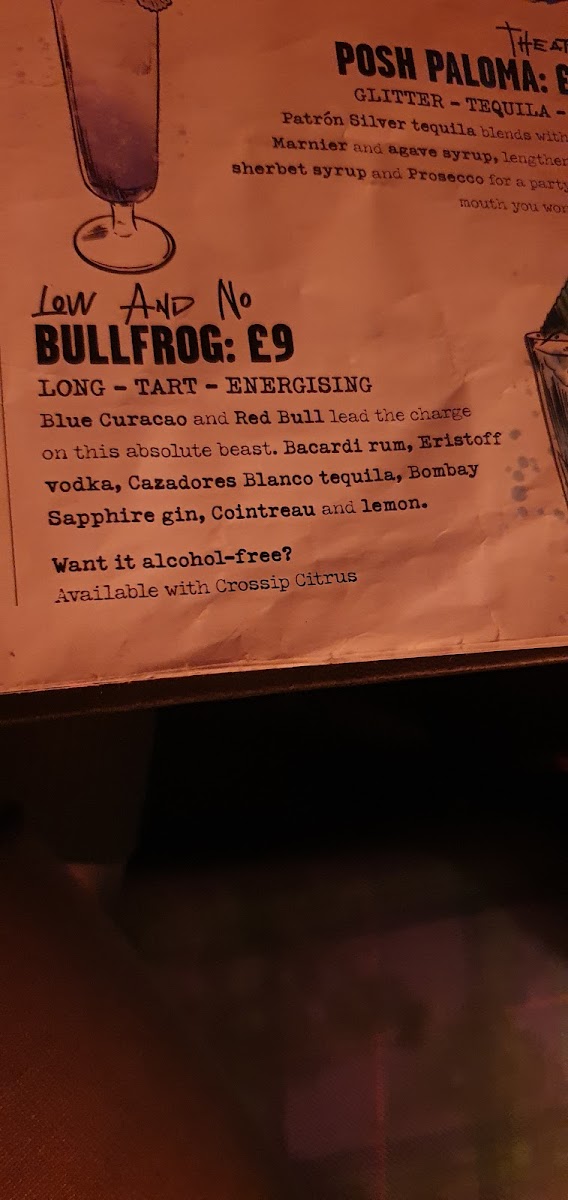 THEAT
POSH PALOMA: £
GLITTER - TEQUILA -
Patrón Silver tequila blends with
Marnier and agave syrup, lengthen
sherbet syrup and Prosecco for a party
mouth you won
Low And No
BULLFROG: £9
LONG - TART - ENERGISING
Blue Curacao and Red Bull lead the charge
on this absolute beast. Bacardi rum, Eristoff
vodka, Cazadores Blanco tequila, Bombay
Sapphire gin, Cointreau and lemon.
Want it alcohol-free?
Available with Crossip Citrus